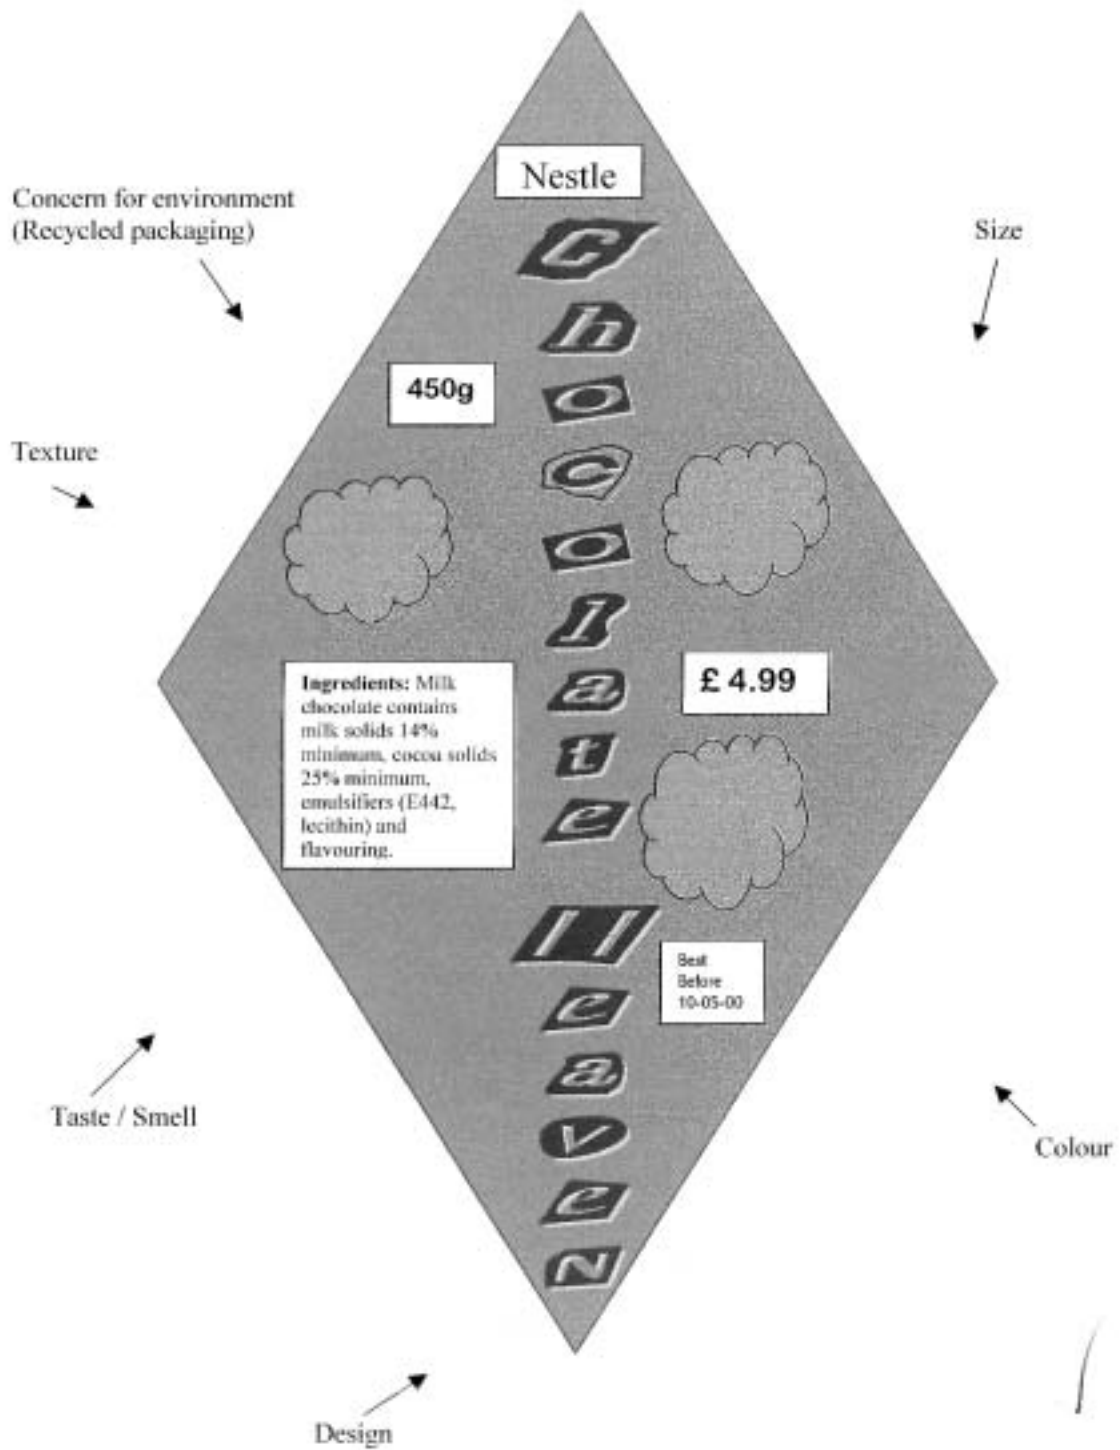 Nestle
Chocolate
Heaven
Concern for environment
(Recycled packaging)
Size
450g
Texture
Ingredients: Milk
chocolate contains
milk solids 14%
minimum, cocoa solids
25% minimum,
emulsifiers (E442,
lecithin) and
flavouring.
£ 4.99
Best
Before
10-05-00
Taste / Smell
Colour
Design